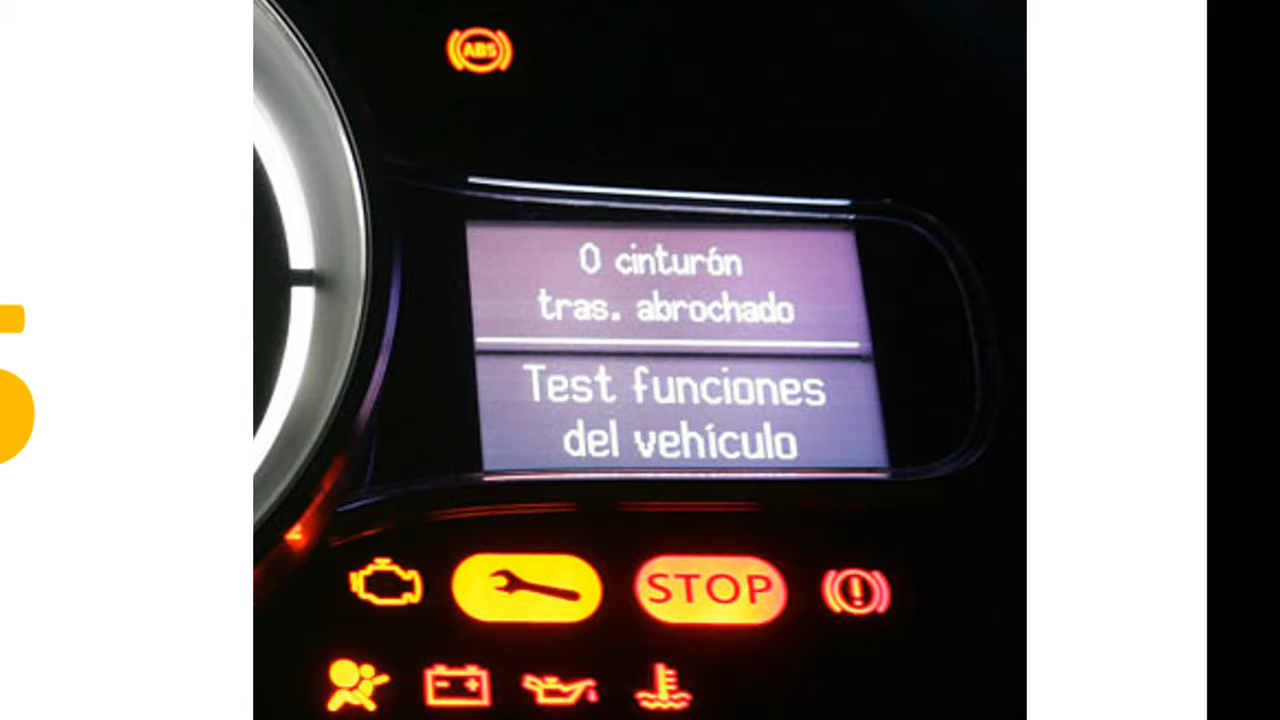 ABS
0 cinturón
tras. abrochado
Test funciones
del vehículo
STOP